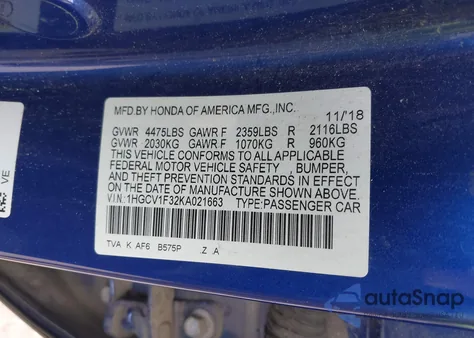 MFD.BY HONDA OF AMERICA MFG.,INC. 11/'18
GVWR 4475LBS GAWR F 2359LBS R 2116LBS
GVWR 2030KG GAWR F 1070KG R 960KG
THIS VEHICLE CONFORMS TO ALL APPLICABLE
FEDERAL MOTOR VEHICLE SAFETY , BUMPER,
AND THEFT PREVENTION STANDARDS IN EFFECT
ON THE DATE OF MANUFACTURE SHOWN ABOVE.
VIN:1HGCV1F32KA021663 TYPE:PASSENGER CAR
TVA K AF6 B575P .Z A
VE
autoSnap